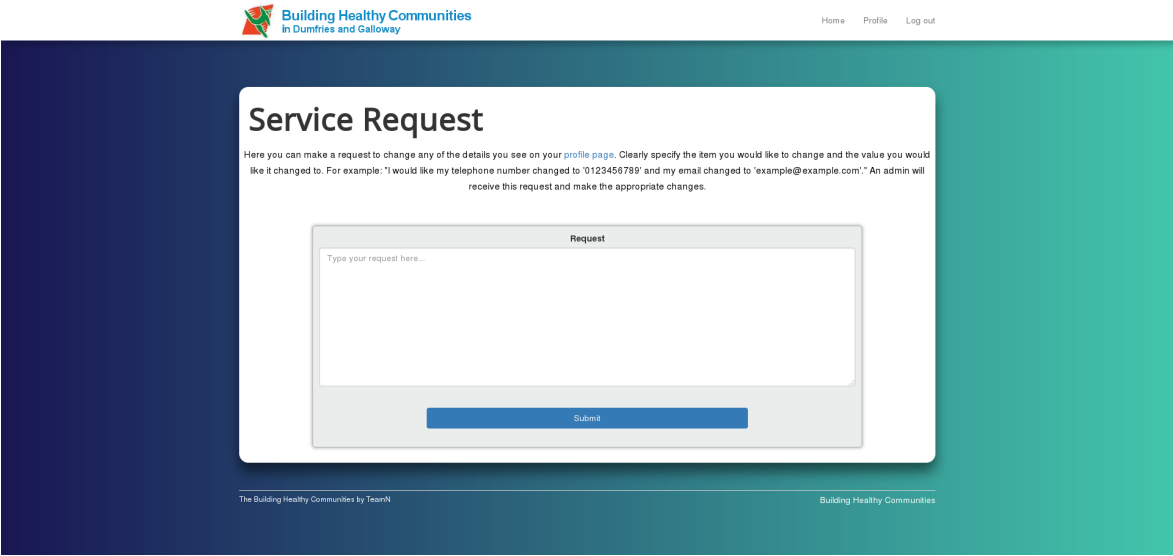 Building Healthy Communities
in Dumfries and Galloway
Home Profile Log out
Service Request
Here you can make a request to change any of the details you see on your profile page. Clearly specify the item you would like to change and the value you would
like it changed to. For example: "I would like my telephone number changed to '0123456789' and my email changed to 'example@example.com'." An admin will
receive this request and make the appropriate changes.
Request
Type your request here...
Submit
The Building Healthy Communities by TeamN
Building Healthy Communities